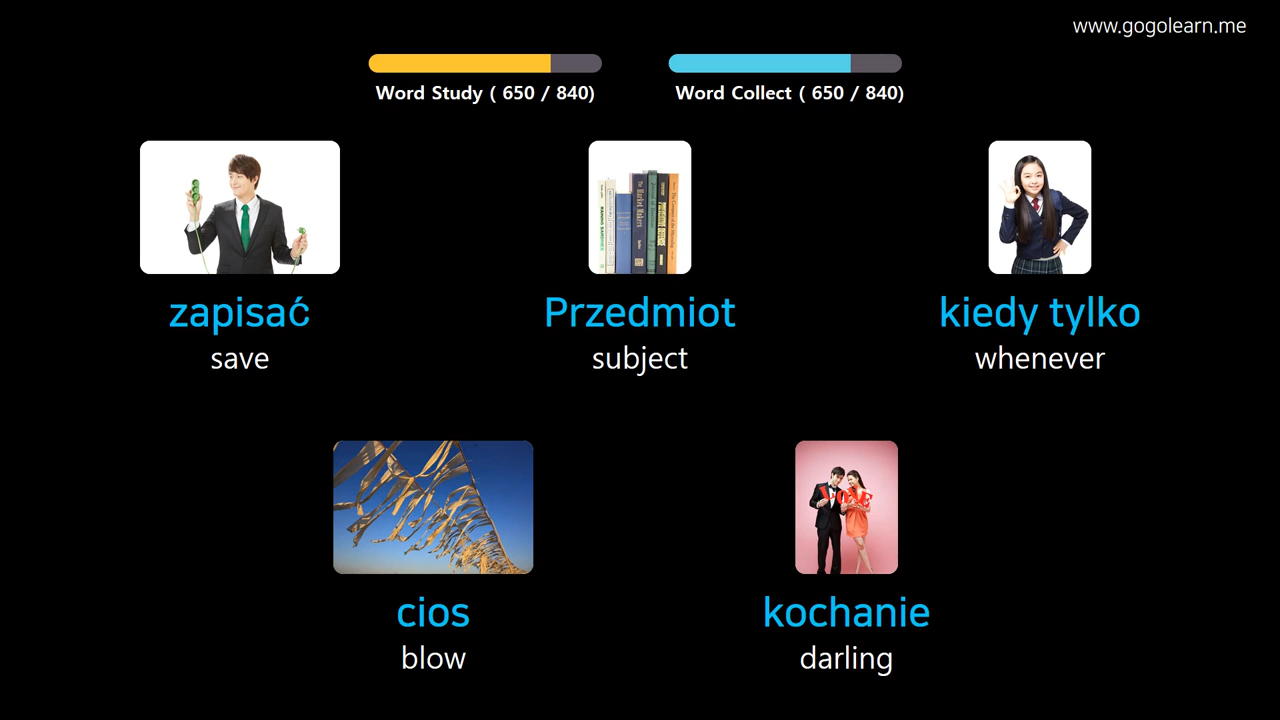 www.gogolearn.me
Word Study ( 650 / 840)
Word Collect ( 650 / 840)
zapisać
save
Przedmiot
subject
kiedy tylko
whenever
cios
blow
kochanie
darling